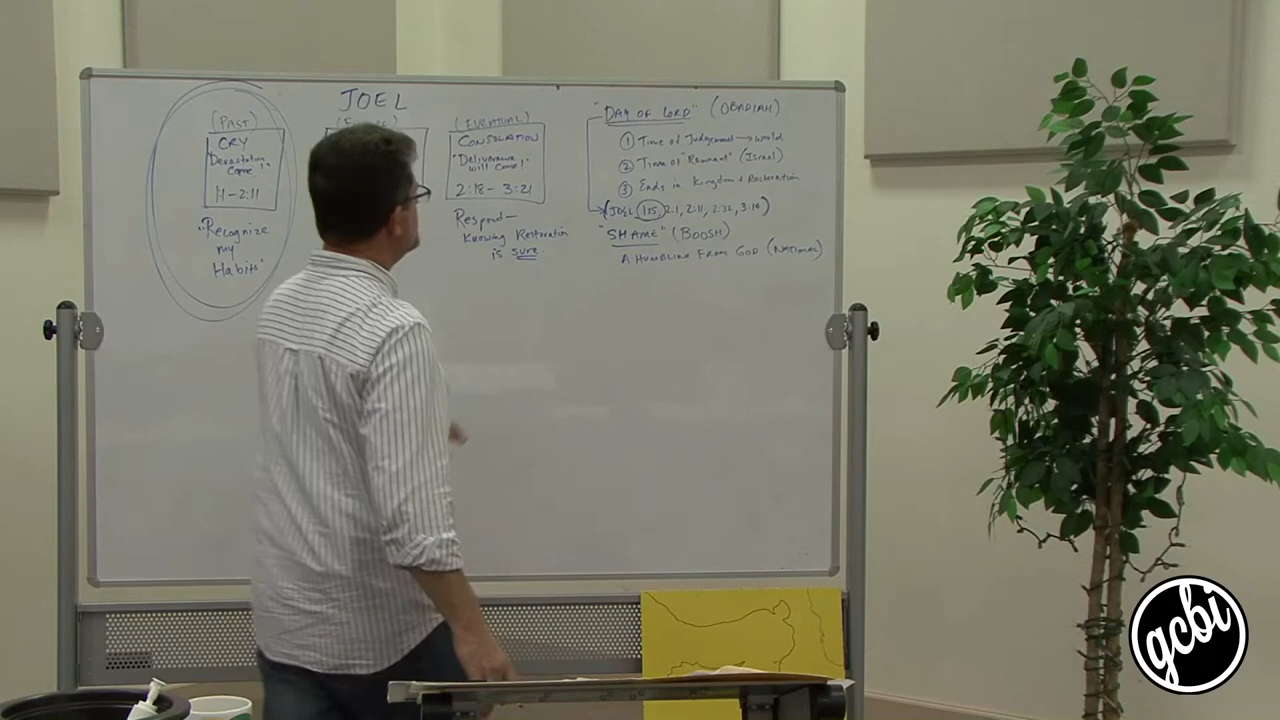 JOEL
(PAST)
CRY
"Devastation
came!"
1:1-2:11
"Recognize
my
Habits"
(EVENTUAL)
CONSOLATION
"Deliverance
will come!"
2:18- 3:21
Respond-
Knowing Restoration
is sure.
"DAY OF LORD" (OBADIAH)
① Time of Judgement → world
② Time of "Remnant" (Israel)
③ Ends in Kingdom & Restoration
(JOEL 1:15, 2:1, 2:11, 2:32, 3:14)
"SHAME" (BOOSH)
A HUMBLING FROM GOD (NATIONAL)
gcbi